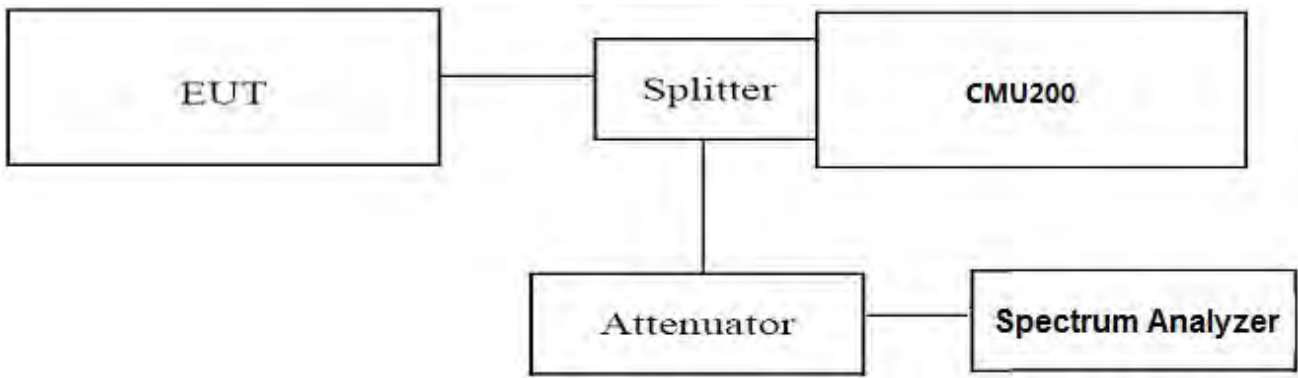 EUT
Splitter
CMU200
Attenuator
Spectrum Analyzer